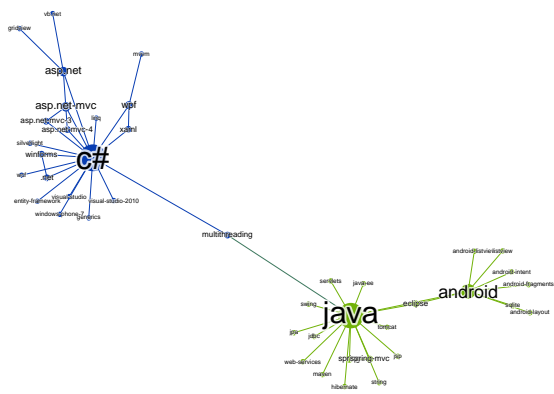 vb.net
gridview
mvvm
asp.net
asp.net-mvc
wpf
asp.net-mvc-3
linq
asp.net-mvc-4
xaml
silverlight
winforms
c#
wcf
.net
entity-framework
visual-studio
visual-studio-2010
windows-phone-7
generics
multithreading
android-listview
listview
android-intent
servlets
java-ee
android-fragments
android
swing
eclipse
sqlite
java
android-layout
tomcat
jpa
jdbc
web-services
spring
spring-mvc
jsp
maven
string
hibernate